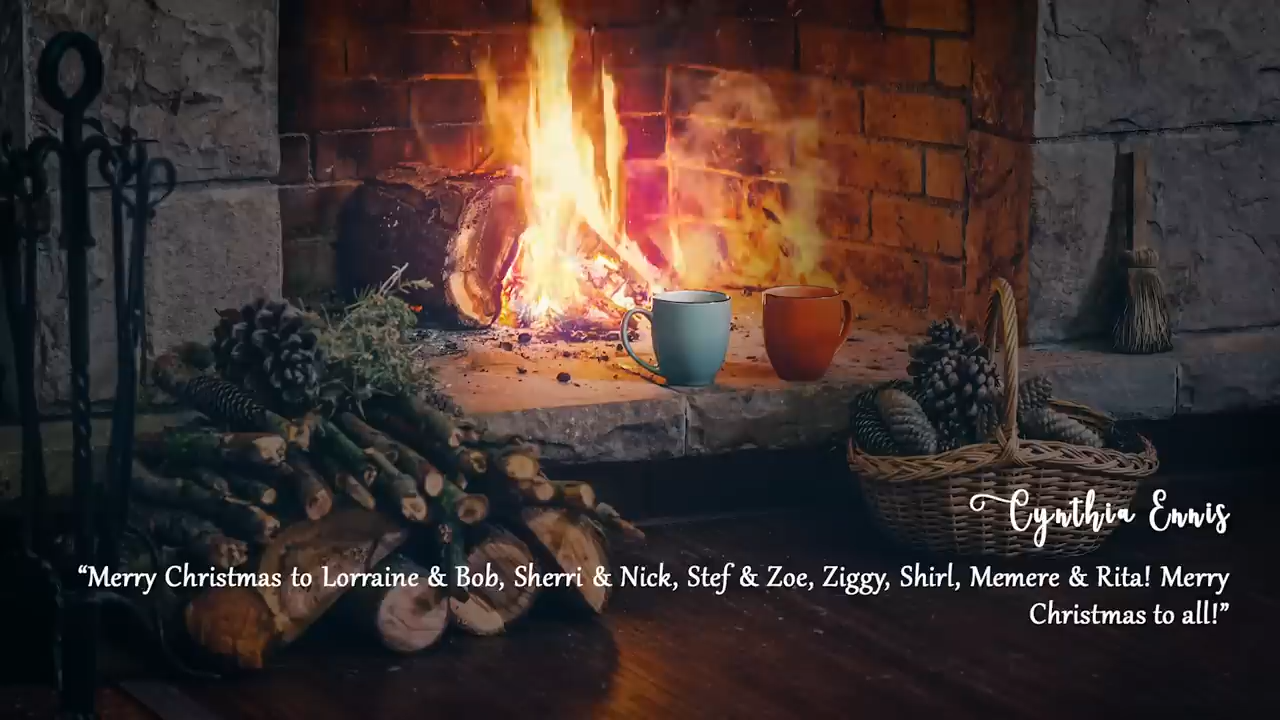 Cynthia Ennis
“Merry Christmas to Lorraine & Bob, Sherri & Nick, Stef & Zoe, Ziggy, Shirl, Memere & Rita! Merry
Christmas to all!”